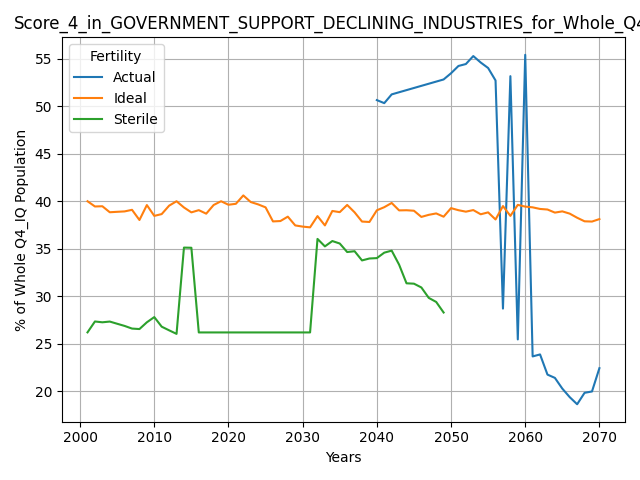 Score_4_in_GOVERNMENT_SUPPORT_DECLINING_INDUSTRIES_for_Whole_Q4
Fertility
Actual
Ideal
Sterile
% of Whole Q4_IQ Population
55
50
45
40
35
30
25
20
2000 2010 2020 2030 2040 2050 2060 2070
Years